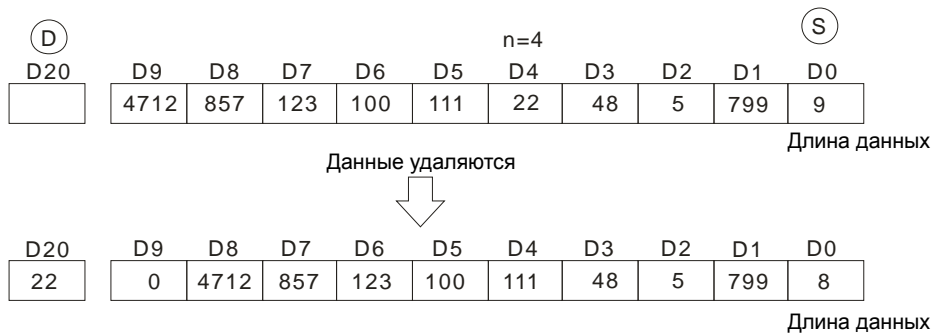 D n=4 S
D20 D9 D8 D7 D6 D5 D4 D3 D2 D1 D0
4712 857 123 100 111 22 48 5 799 9
Длина данных
Данные удаляются
D20 D9 D8 D7 D6 D5 D4 D3 D2 D1 D0
22 0 4712 857 123 100 111 48 5 799 8
Длина данных